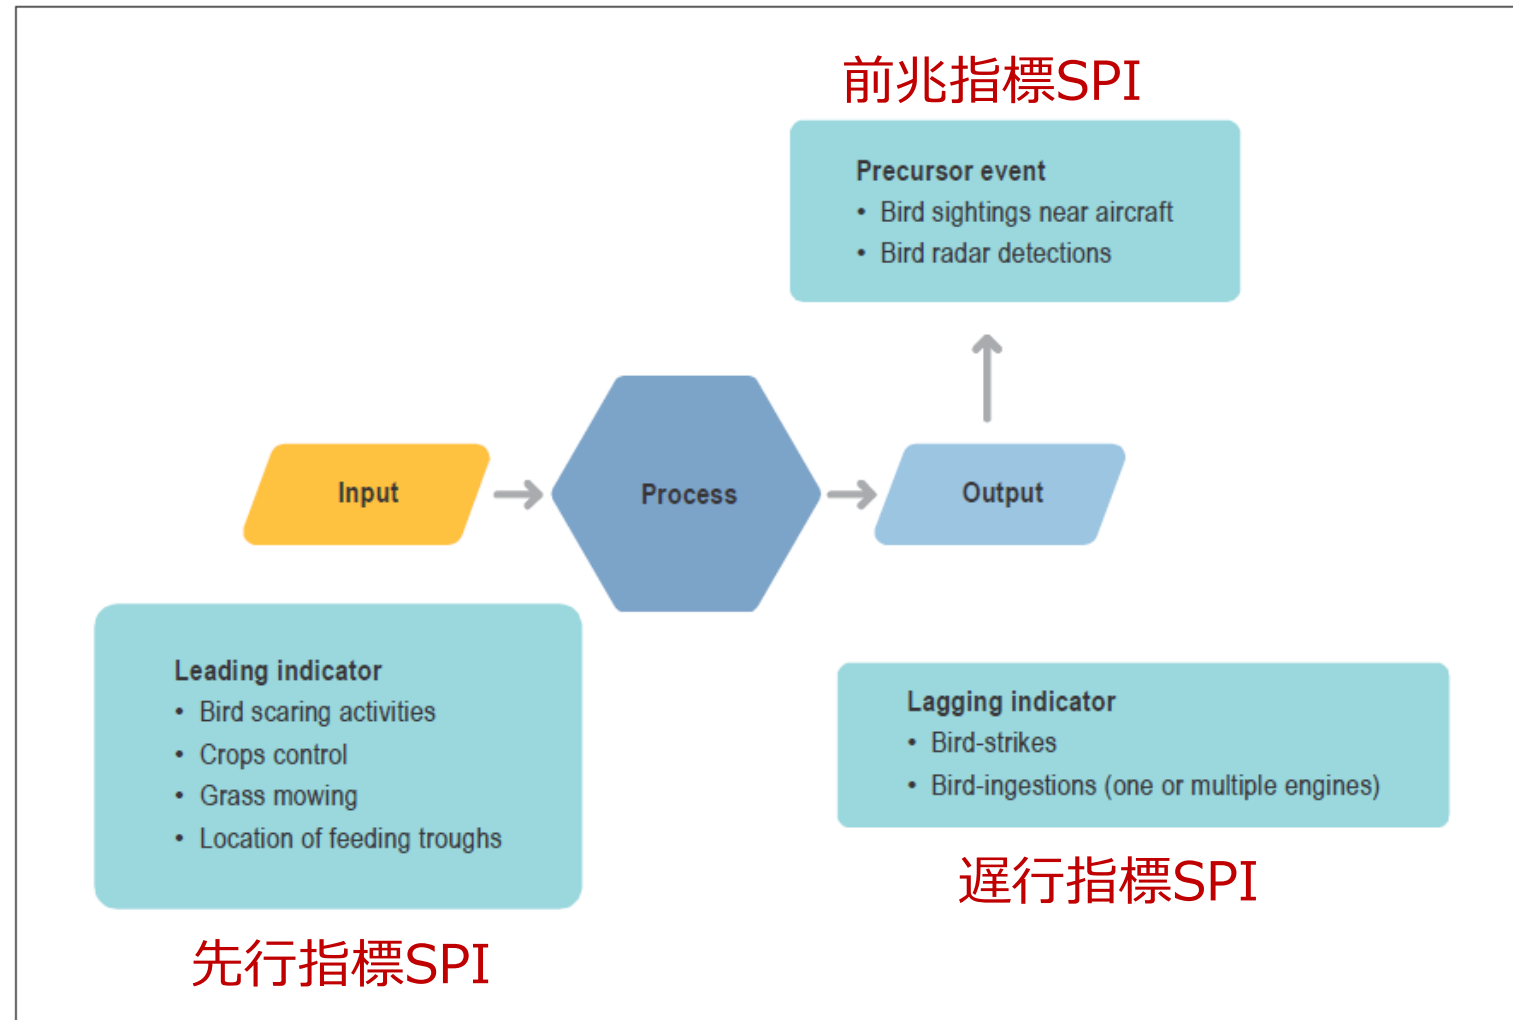 前兆指標SPI
Precursor event
• Bird sightings near aircraft
• Bird radar detections
Input
Process
Output
Leading indicator
• Bird scaring activities
• Crops control
• Grass mowing
• Location of feeding troughs
Lagging indicator
• Bird-strikes
• Bird-ingestions (one or multiple engines)
遅行指標SPI
先行指標SPI